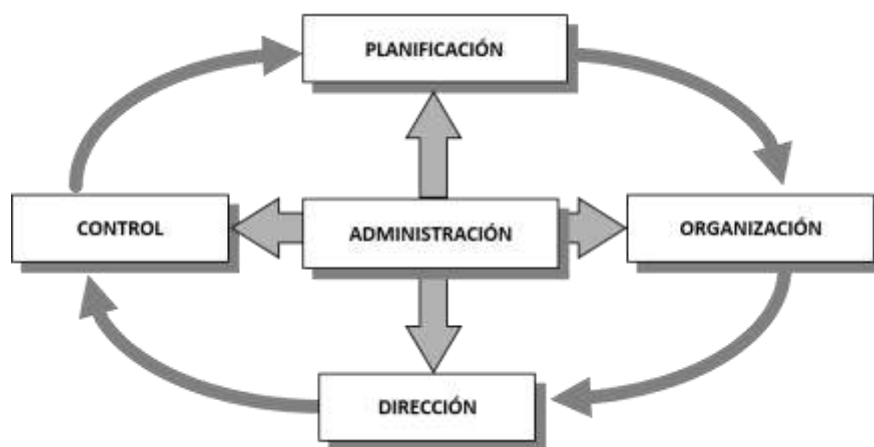 PLANIFICACIÓN
CONTROL
ADMINISTRACIÓN
ORGANIZACIÓN
DIRECCIÓN